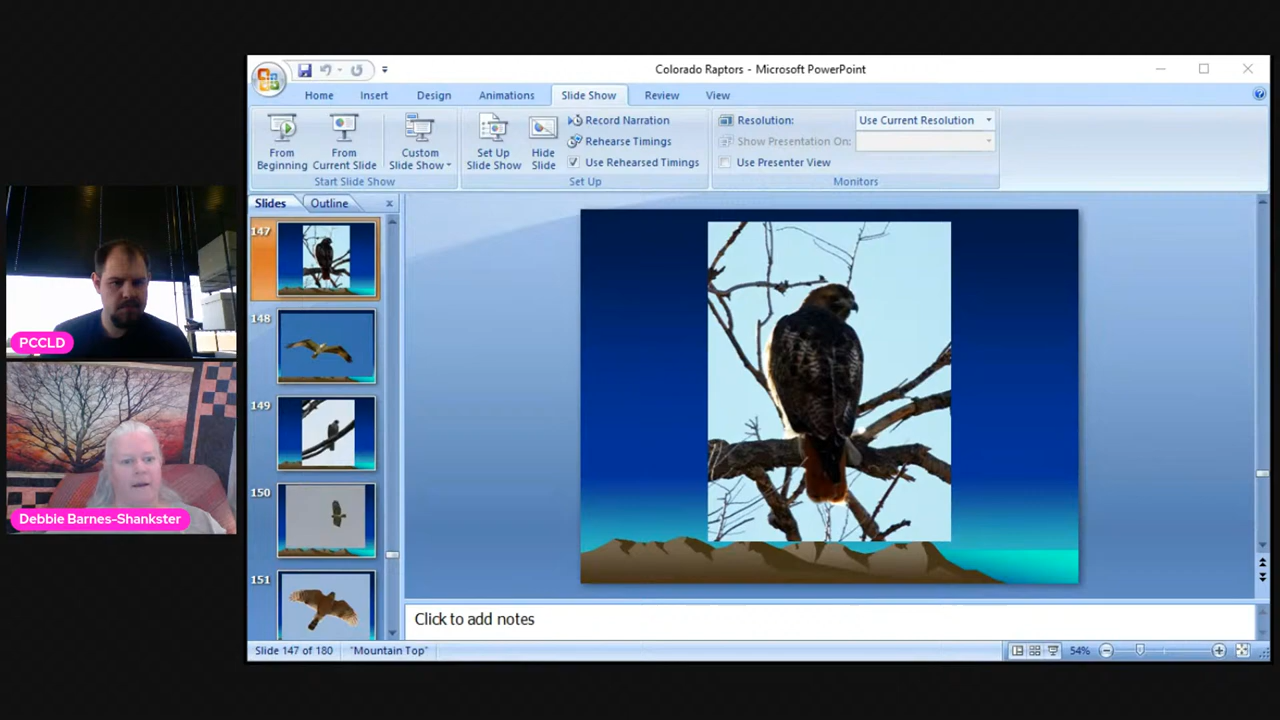 Colorado Raptors - Microsoft PowerPoint
Home Insert Design Animations Slide Show Review View
From Beginning
From Current Slide
Custom Slide Show
Start Slide Show
Set Up Slide Show
Hide Slide
Record Narration
Rehearse Timings
Use Rehearsed Timings
Set Up
Resolution: Use Current Resolution
Show Presentation On:
Use Presenter View
Monitors
Slides Outline
147
148
149
150
151
PCCLD
Debbie Barnes-Shankster
Click to add notes
Slide 147 of 180 "Mountain Top" 54%